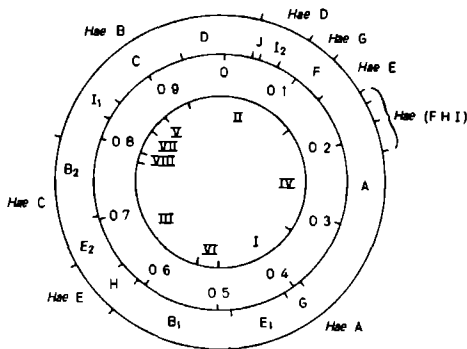 Hae D
Hae B
Hae G
D
J
I₂
Hae E
C
0
F
0.9
0.1
Hae (F H I)
I₁
II
V
0.8
VII
0.2
VIII
B₂
IV
A
Hae C
0.7
III
0.3
E₂
VI
I
0.6
0.4
H
0.5
G
Hae E
B₁
E₁
Hae A